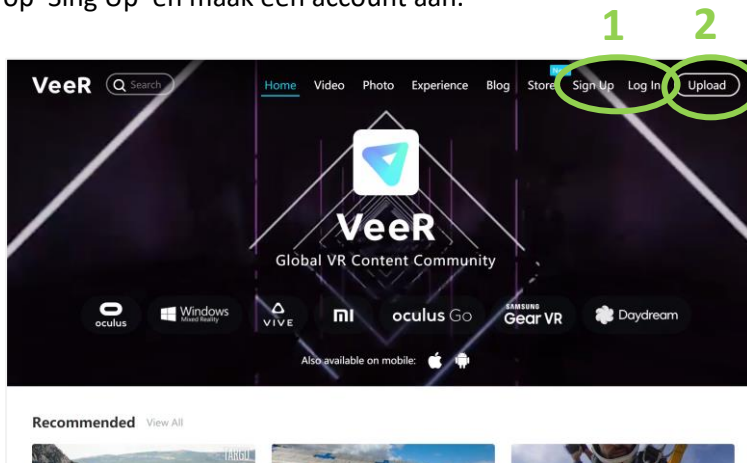 op 'Sing Up' en maak een account aan.
1 2
VeeR Search Home Video Photo Experience Blog Store New Sign Up Log In Upload
VeeR
Global VR Content Community
oculus Windows Mixed Reality VIVE mi oculus Go SAMSUNG Gear VR Daydream
Also available on mobile:
Recommended View All
TARGO